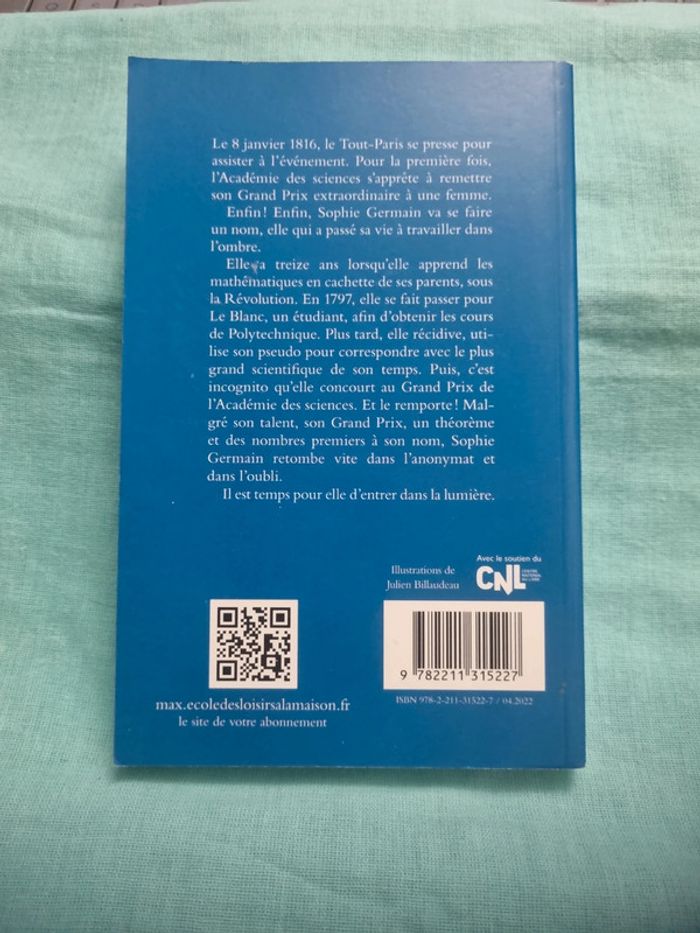 Le 8 janvier 1816, le Tout-Paris se presse pour
assister à l'événement. Pour la première fois,
l'Académie des sciences s'apprête à remettre
son Grand Prix extraordinaire à une femme.
Enfin! Enfin, Sophie Germain va se faire
un nom, elle qui a passé sa vie à travailler dans
l'ombre.
Elle a treize ans lorsqu'elle apprend les
mathématiques en cachette de ses parents, sous
la Révolution. En 1797, elle se fait passer pour
Le Blanc, un étudiant, afin d'obtenir les cours
de Polytechnique. Plus tard, elle récidive, uti-
lise son pseudo pour correspondre avec le plus
grand scientifique de son temps. Puis, c'est
incognito qu'elle concourt au Grand Prix de
l'Académie des sciences. Et le remporte! Mal-
gré son talent, son Grand Prix, un théorème
et des nombres premiers à son nom, Sophie
Germain retombe vite dans l'anonymat et
dans l'oubli.
Il est temps pour elle d'entrer dans la lumière.
Avec le soutien du
CNL CENTRE
NATIONAL
DU LIVRE
Illustrations de
Julien Billaudeau
9 782211 315227
ISBN 978-2-211-31522-7 / 04.2022
max.ecoledesloisirsalamaison.fr
le site de votre abonnement